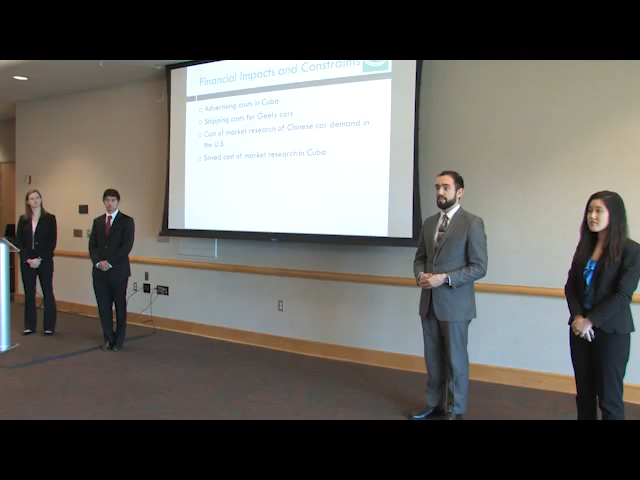 Financial Impacts and Constraints
Advertising costs in Cuba
Shipping costs for Geely cars
Cost of market research of Chinese car demand in
the U.S.
Saved cost of market research in Cuba